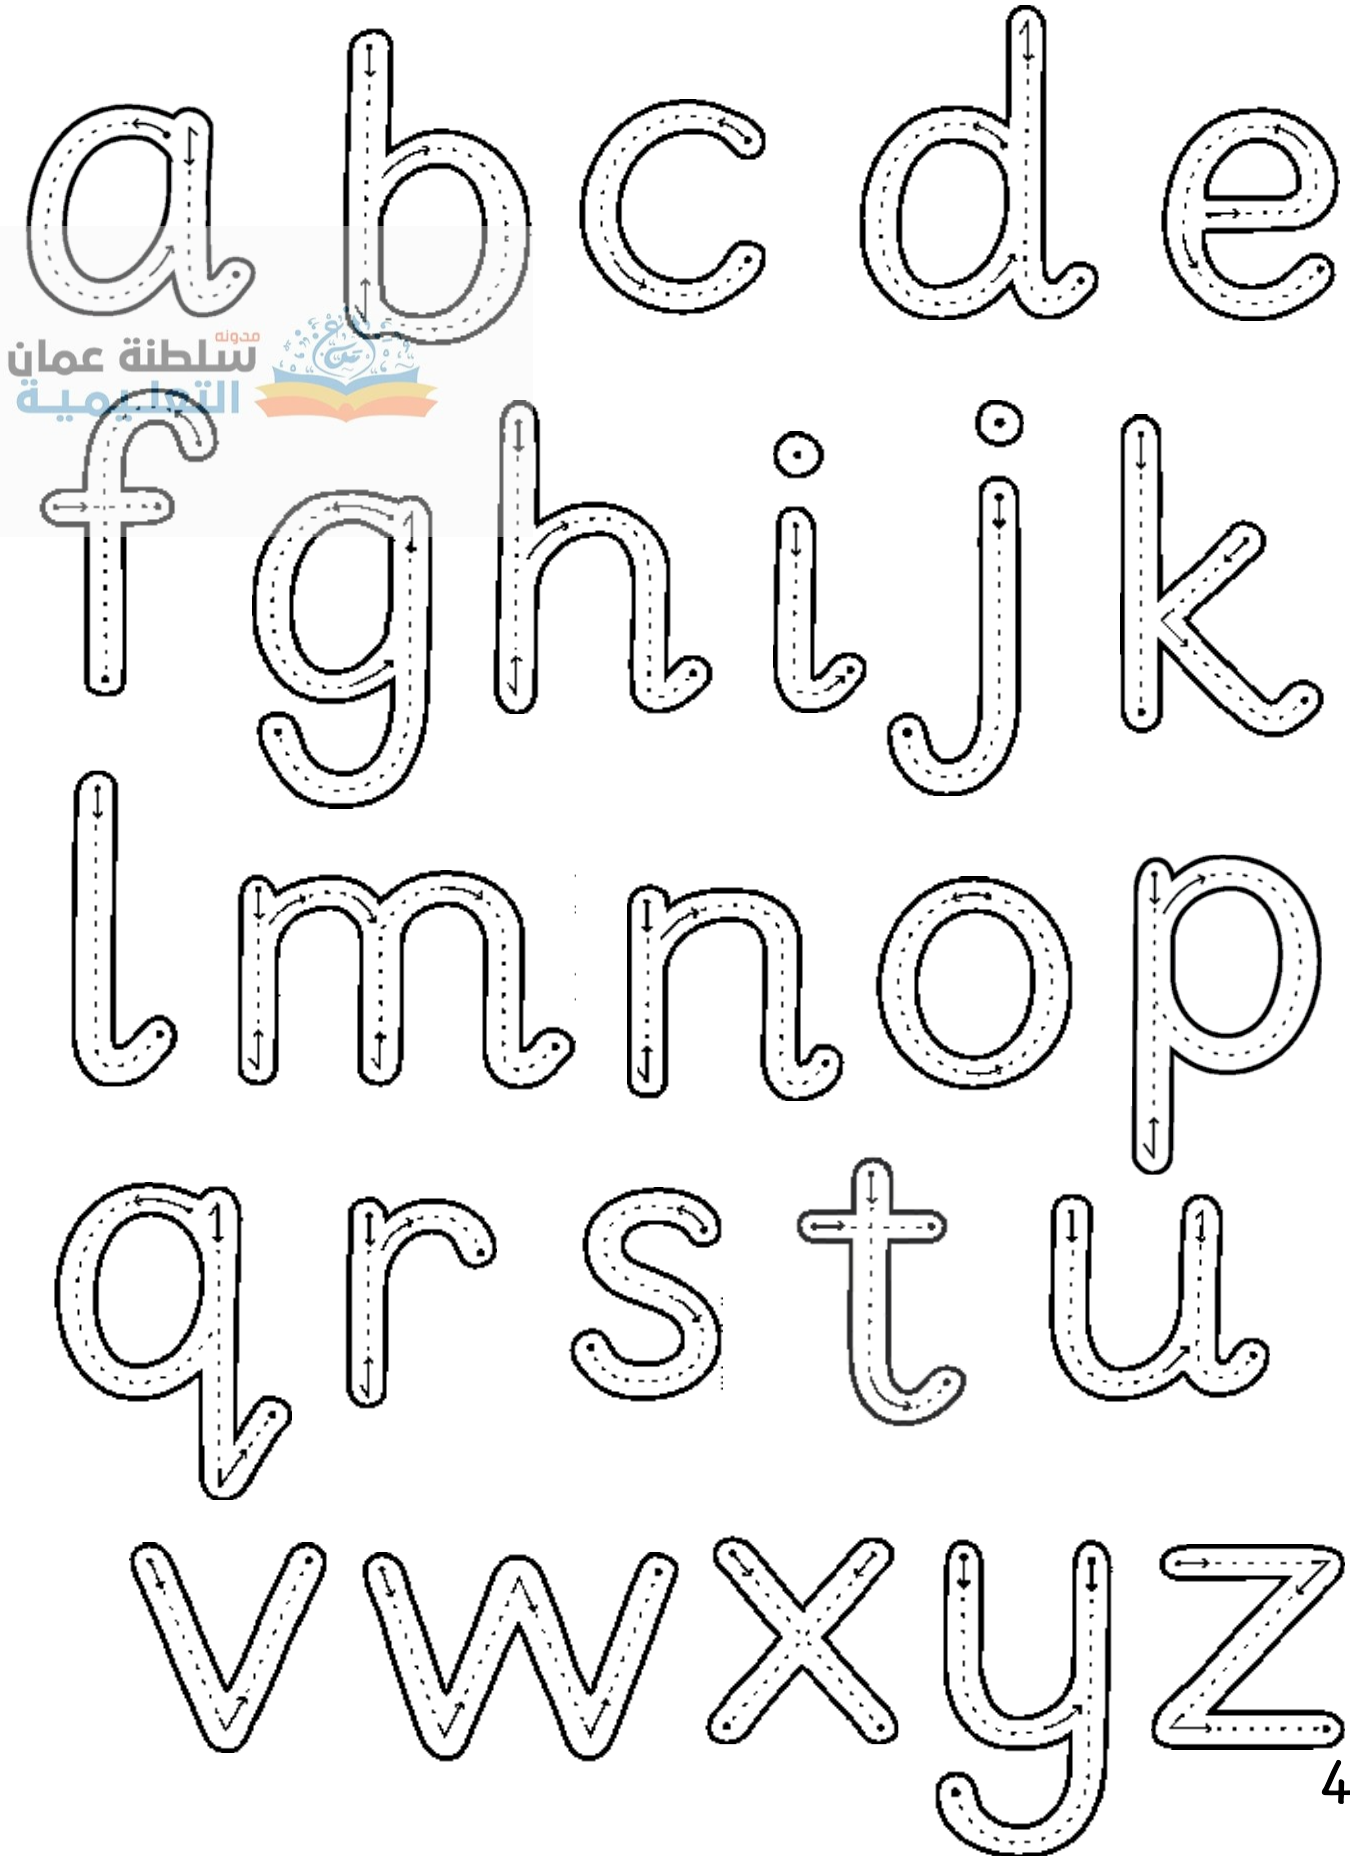 a b c d e
مدونة
سلطنة عمان
التعليمية
f g h i j k
l m n o p
q r s t u
v w x y z
4